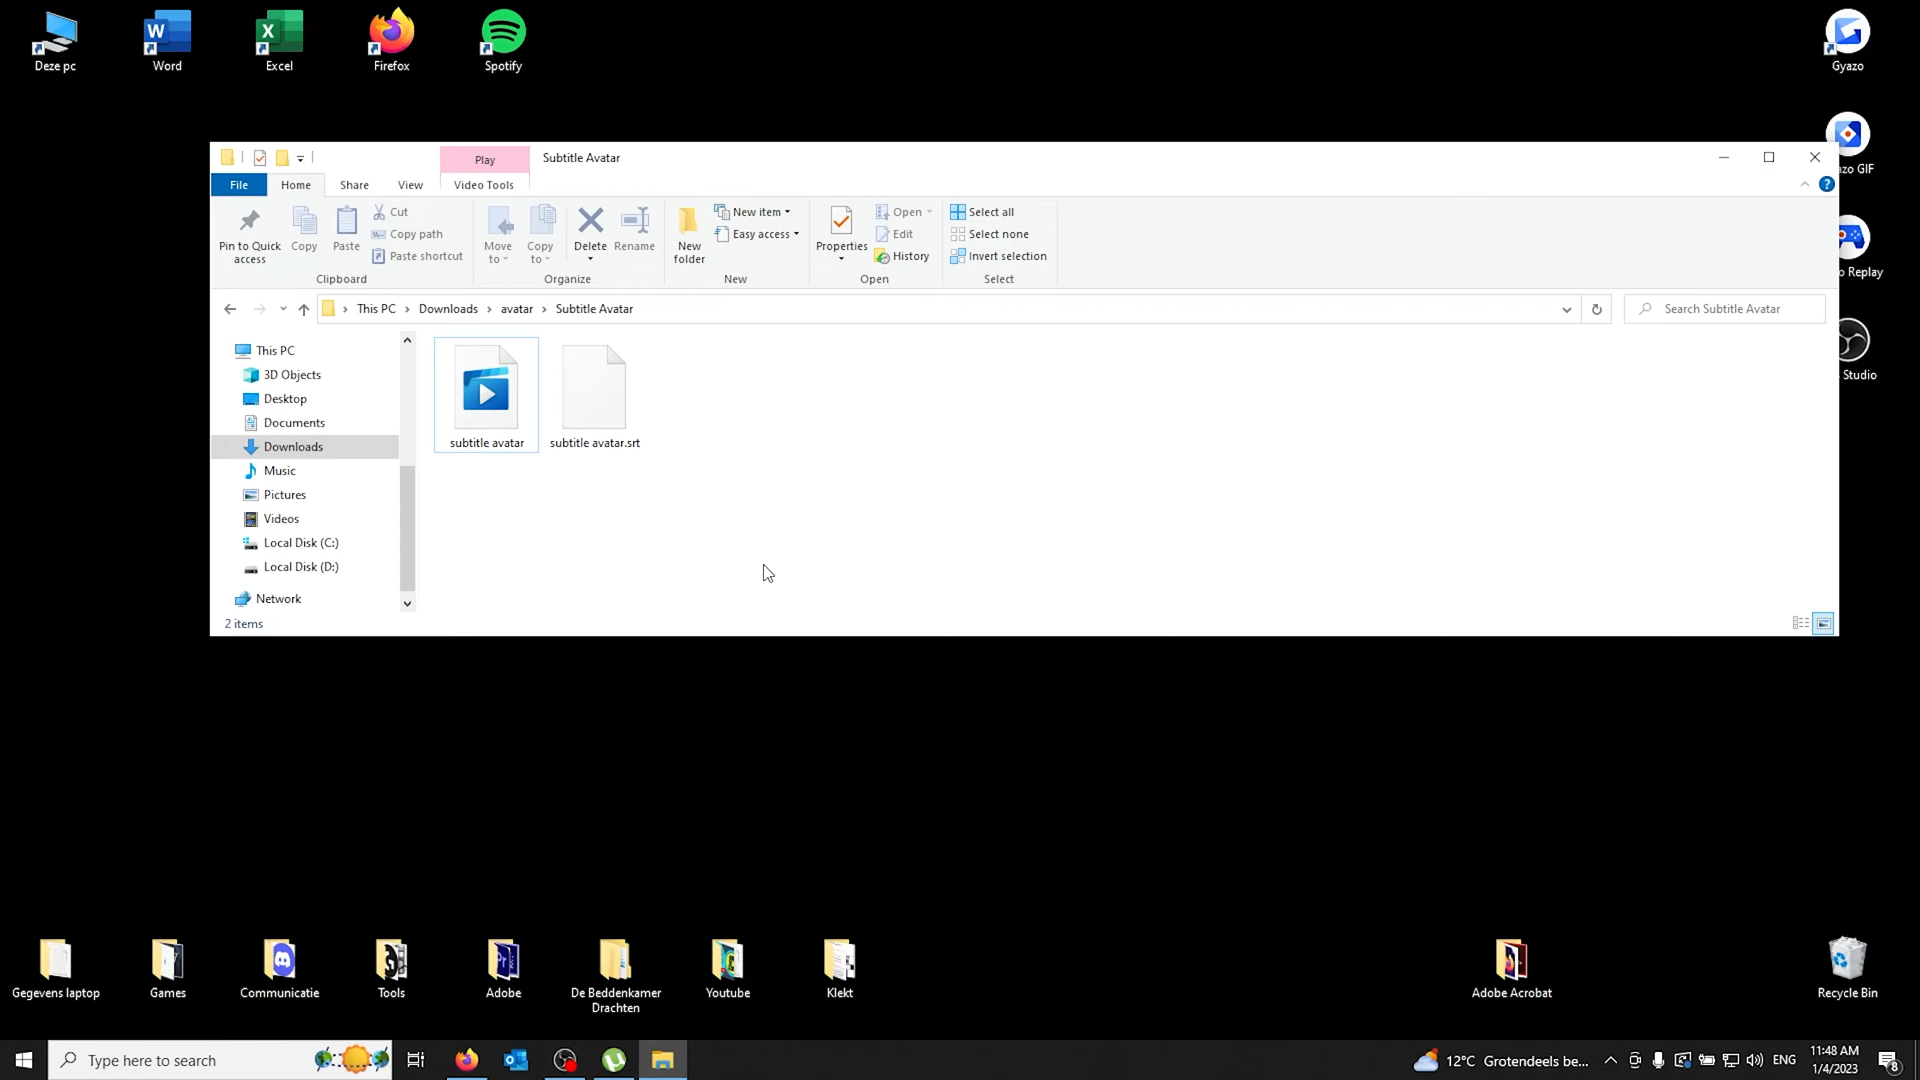 Deze pc
Word
Excel
Firefox
Spotify
Gyazo
Play
Subtitle Avatar
File
Home
Share
View
Video Tools
Pin to Quick access
Copy
Paste
Cut
Copy path
Paste shortcut
Clipboard
Move to
Copy to
Delete
Rename
Organize
New folder
New item
Easy access
New
Properties
Open
Edit
History
Open
Select all
Select none
Invert selection
Select
azo GIF
o Replay
Studio
This PC
Downloads
avatar
Subtitle Avatar
Search Subtitle Avatar
This PC
3D Objects
Desktop
Documents
Downloads
Music
Pictures
Videos
Local Disk (C:)
Local Disk (D:)
Network
subtitle avatar
subtitle avatar.srt
2 items
Gegevens laptop
Games
Communicatie
Tools
Adobe
De Beddenkamer
Drachten
Youtube
Klekt
Adobe Acrobat
Recycle Bin
Type here to search
12°C Grotendeels be...
ENG
11:48 AM
1/4/2023
8